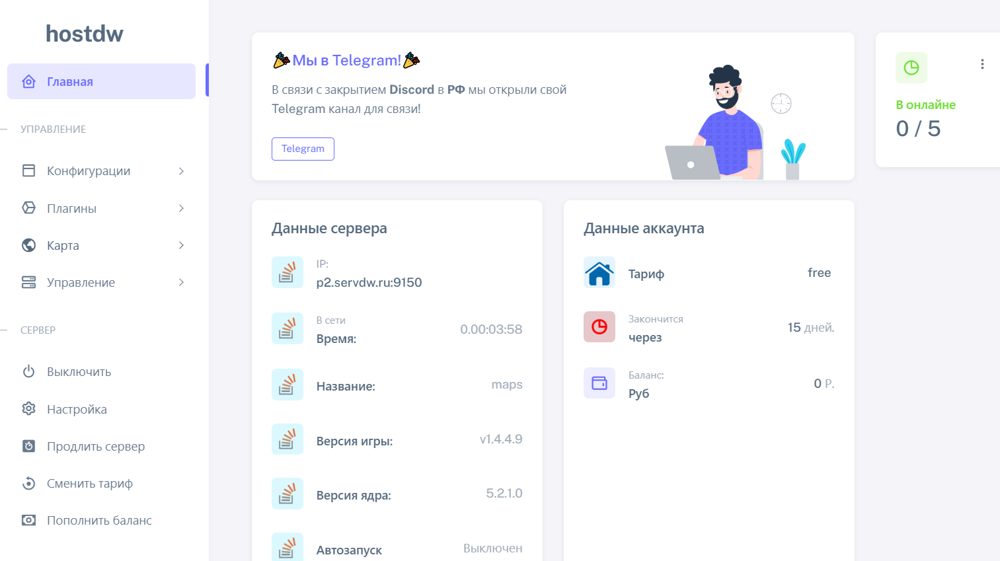 hostdw
Главная
УПРАВЛЕНИЕ
Конфигурации
Плагины
Карта
Управление
СЕРВЕР
Выключить
Настройка
Продлить сервер
Сменить тариф
Пополнить баланс
Мы в Telegram!
В связи с закрытием Discord в РФ мы открыли свой
Telegram канал для связи!
Telegram
В онлайне
0 / 5
Данные сервера
IP:
p2.servdw.ru:9150
В сети
Время:
0.00:03:58
Название:
maps
Версия игры:
v1.4.4.9
Версия ядра:
5.2.1.0
Автозапуск
Выключен
Данные аккаунта
Тариф
free
Закончится
через
15 дней.
Баланс:
Руб
0 Р.